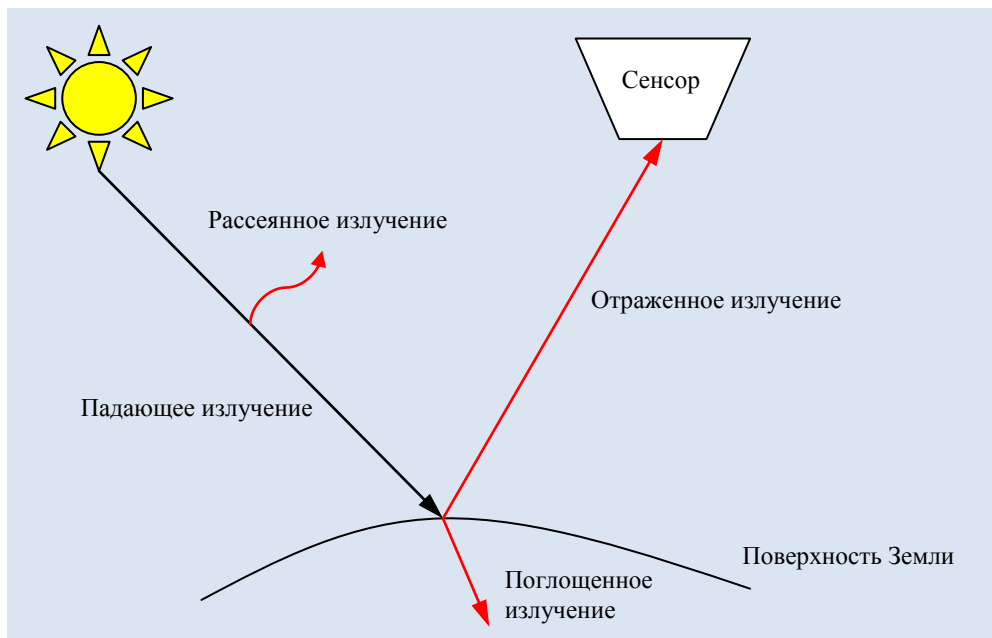 Сенсор
Рассеянное излучение
Отраженное излучение
Падающее излучение
Поверхность Земли
Поглощенное
излучение